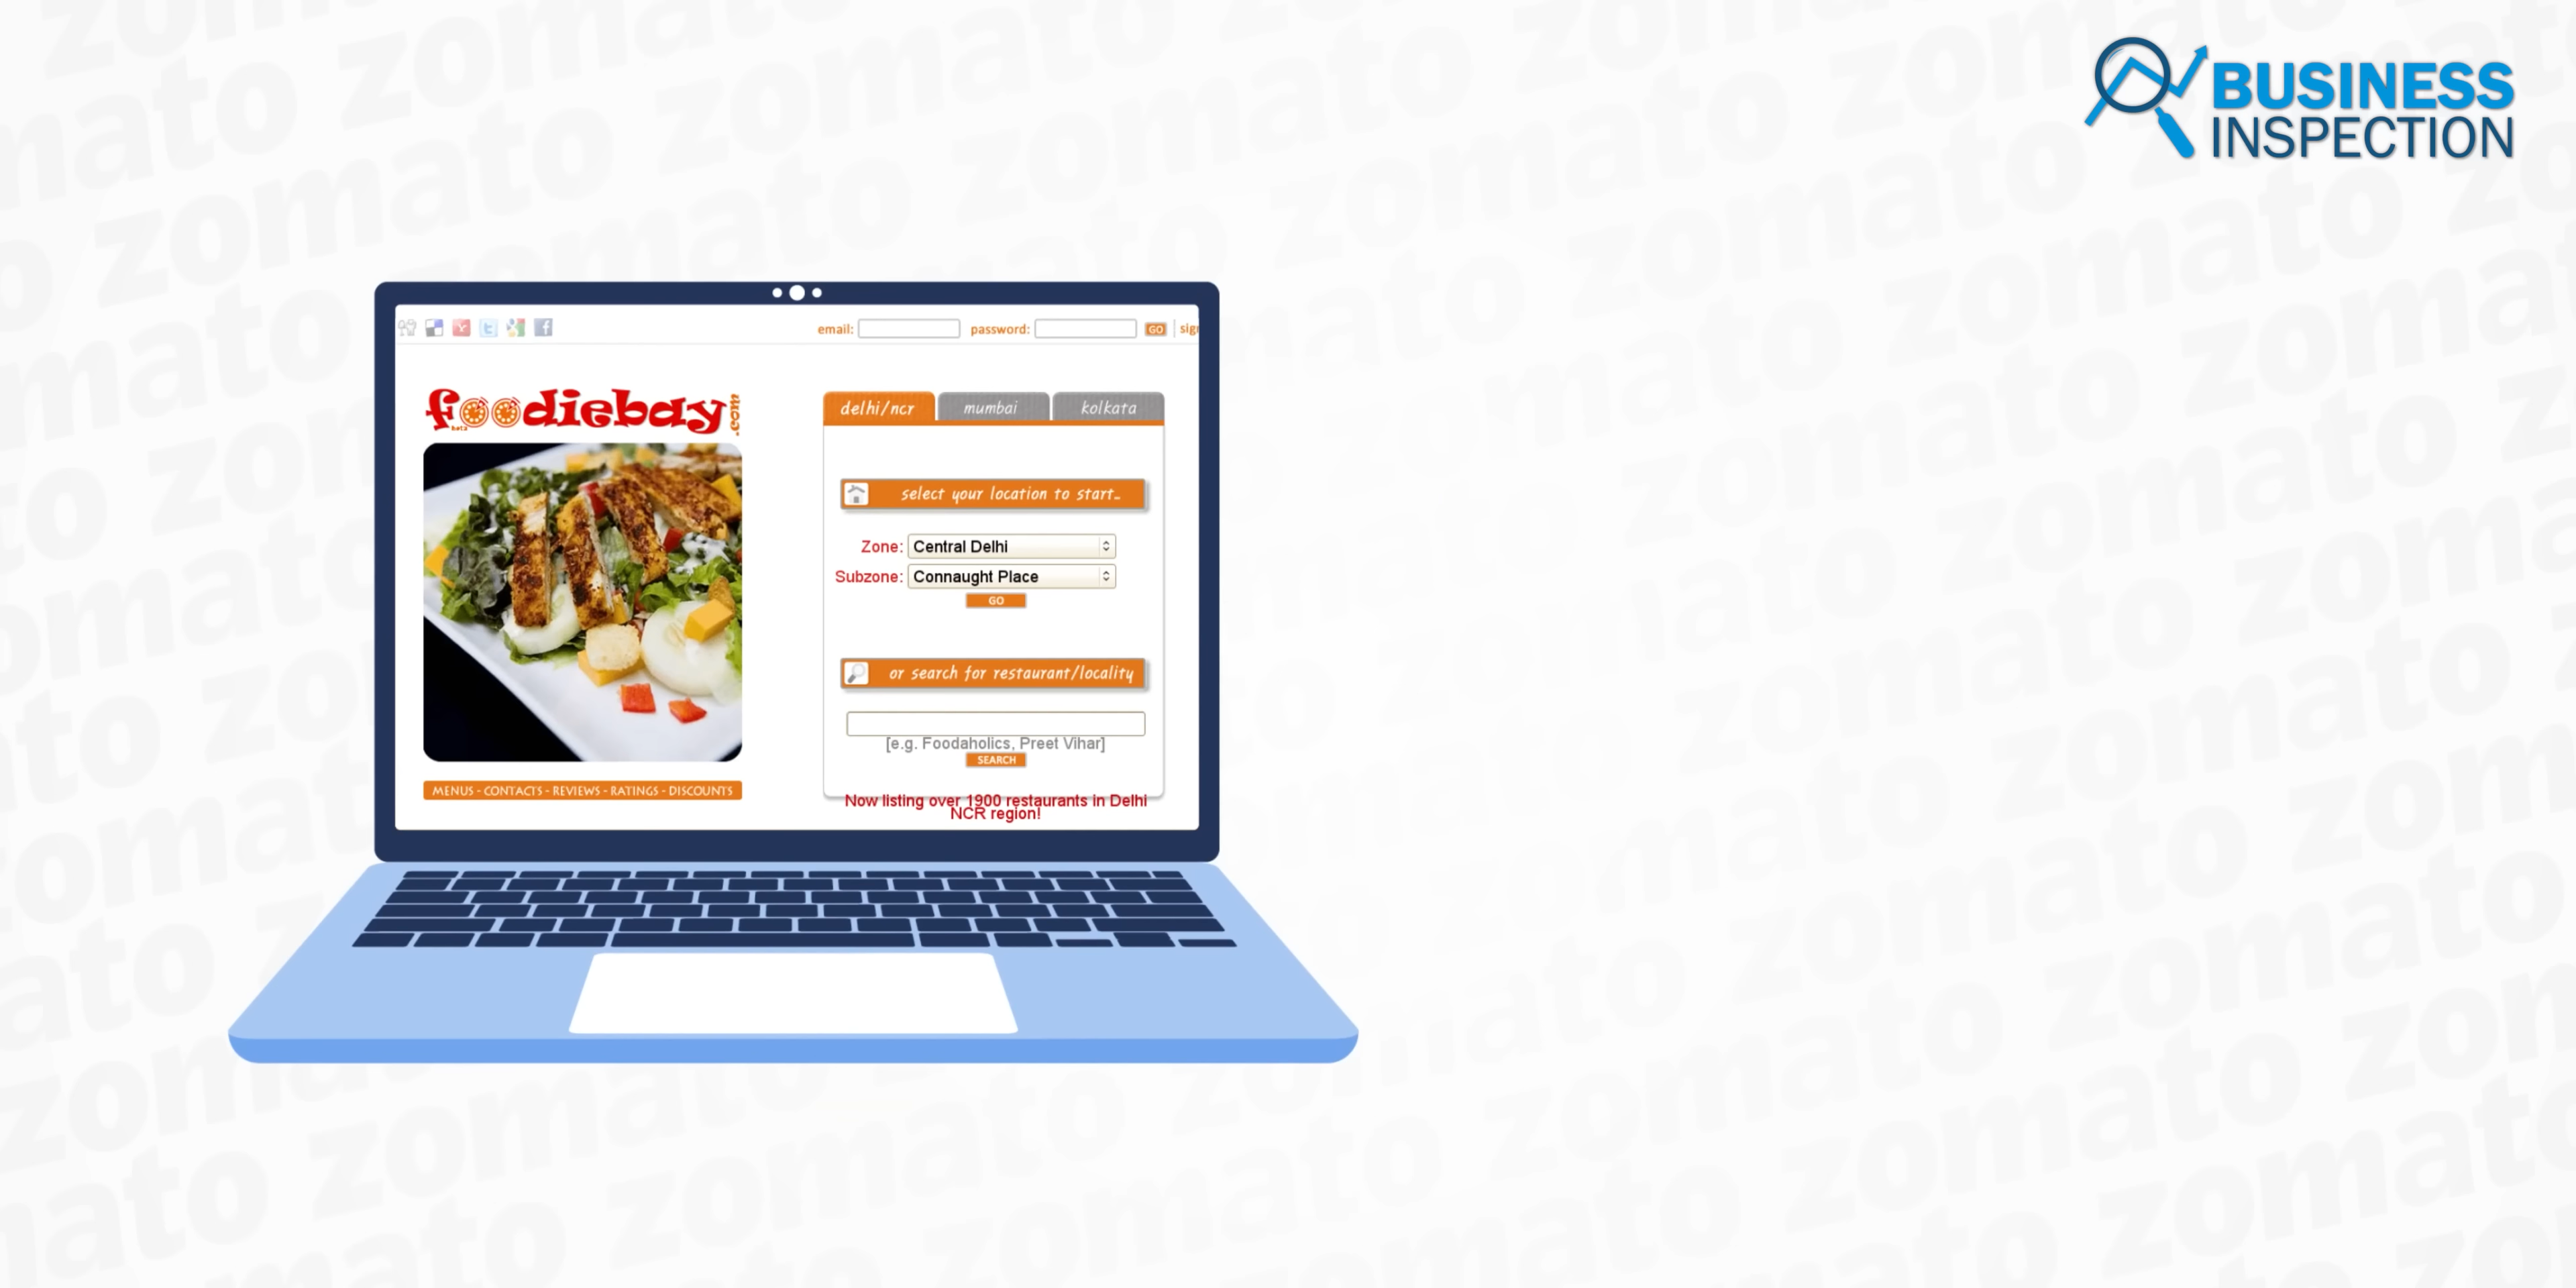 BUSINESS
INSPECTION
email:
password:
GO
foodiebay.com
beta
delhi/ncr
mumbai
kolkata
select your location to start...
Zone: Central Delhi
Subzone: Connaught Place
GO
or search for restaurant/locality
[e.g. Foodaholics, Preet Vihar]
SEARCH
MENUS - CONTACTS - REVIEWS - RATINGS - DISCOUNTS
Now listing over 1900 restaurants in Delhi
NCR region!
zomato